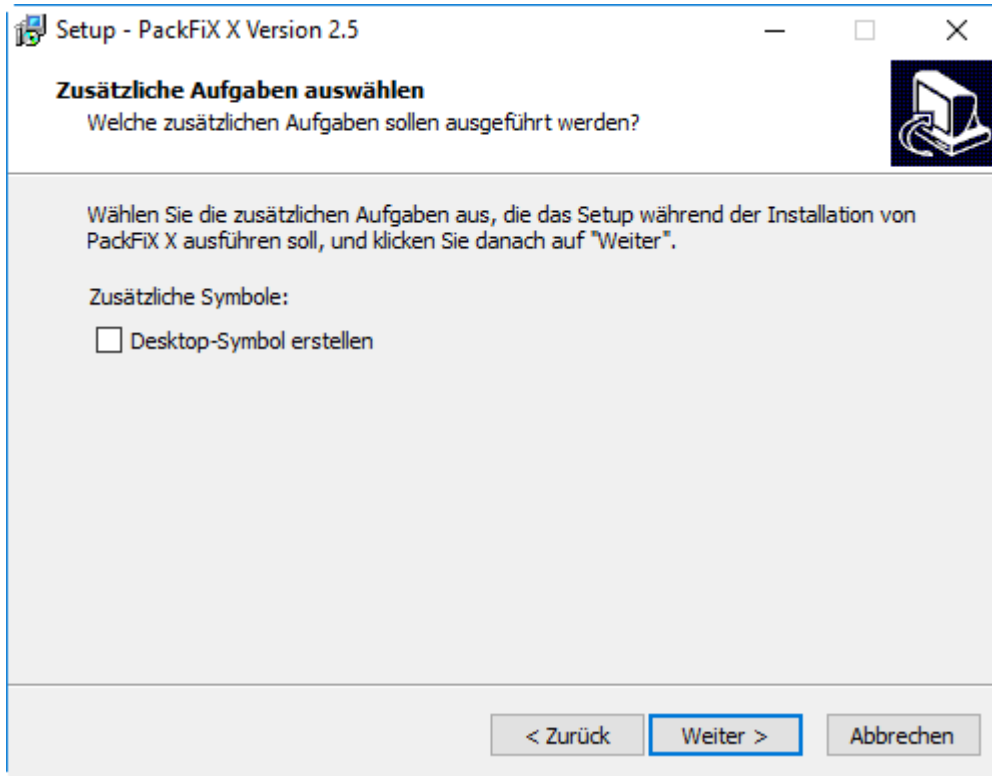 Setup - PackFiX X Version 2.5
Zusätzliche Aufgaben auswählen
Welche zusätzlichen Aufgaben sollen ausgeführt werden?
Wählen Sie die zusätzlichen Aufgaben aus, die das Setup während der Installation von
PackFiX X ausführen soll, und klicken Sie danach auf "Weiter".
Zusätzliche Symbole:
Desktop-Symbol erstellen
< Zurück Weiter > Abbrechen